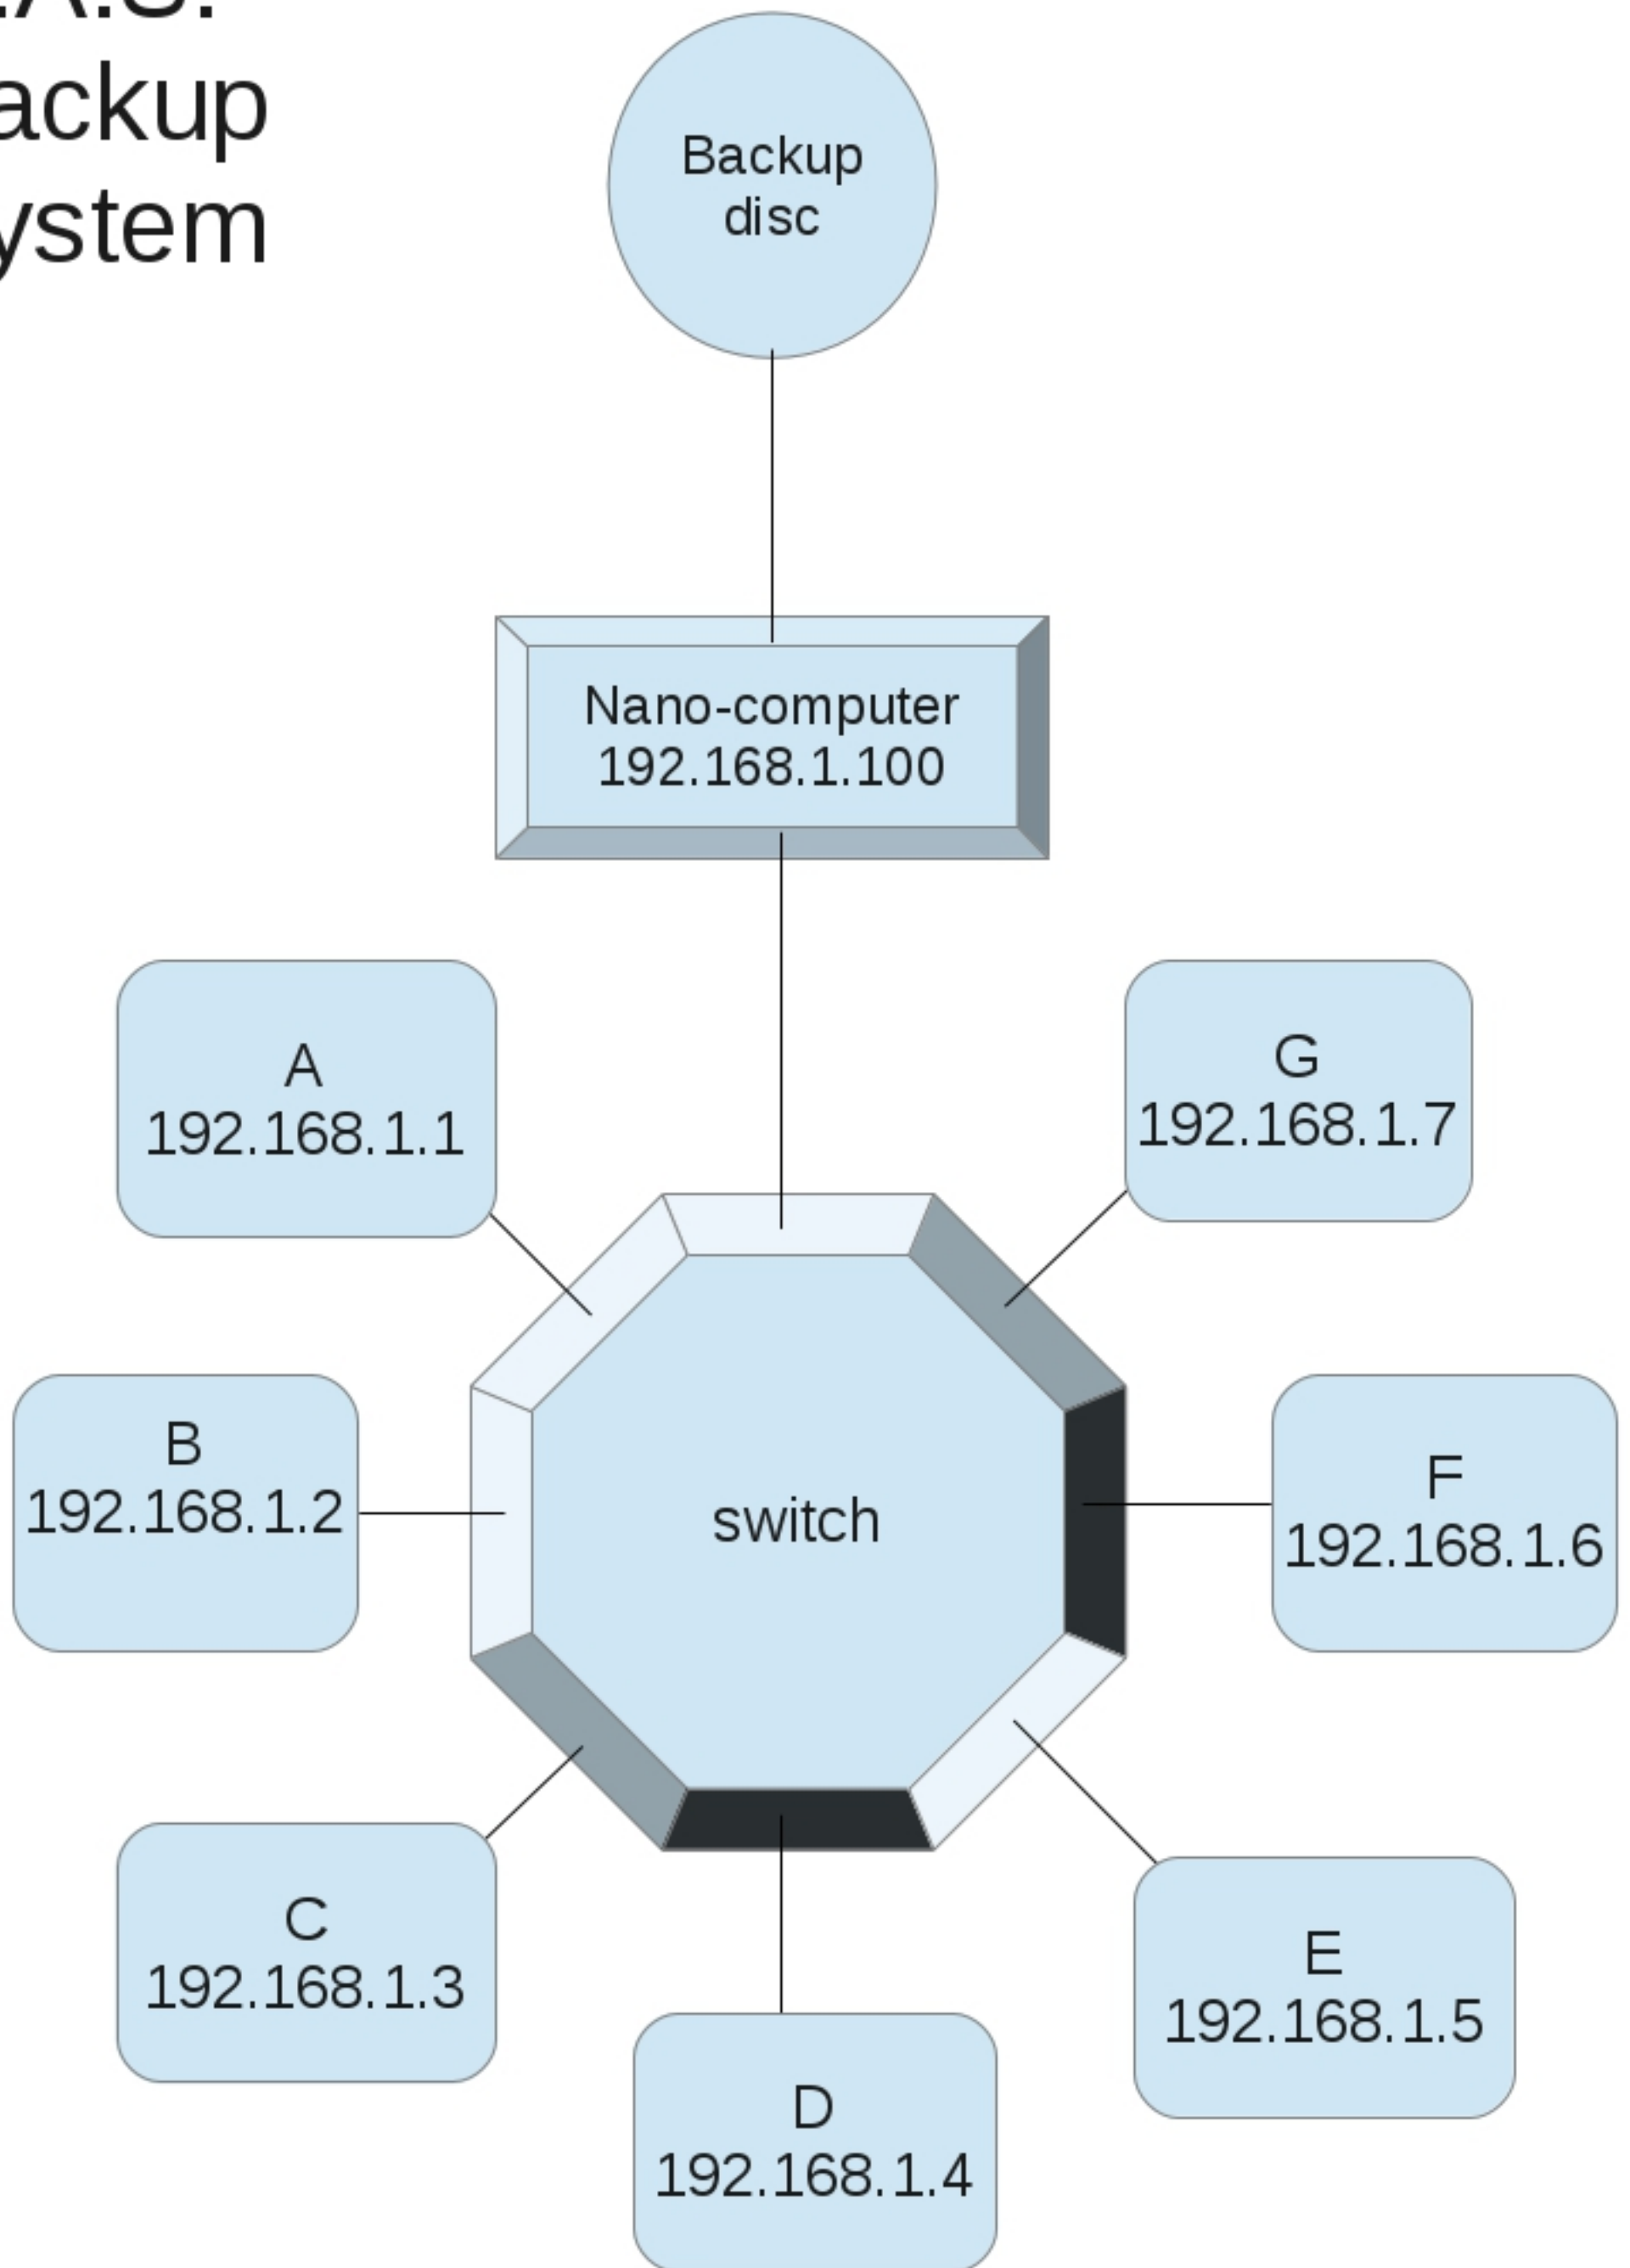 .A.S.
ackup
ystem
Backup
disc
Nano-computer
192.168.1.100
A
192.168.1.1
G
192.168.1.7
B
192.168.1.2
switch
F
192.168.1.6
C
192.168.1.3
E
192.168.1.5
D
192.168.1.4